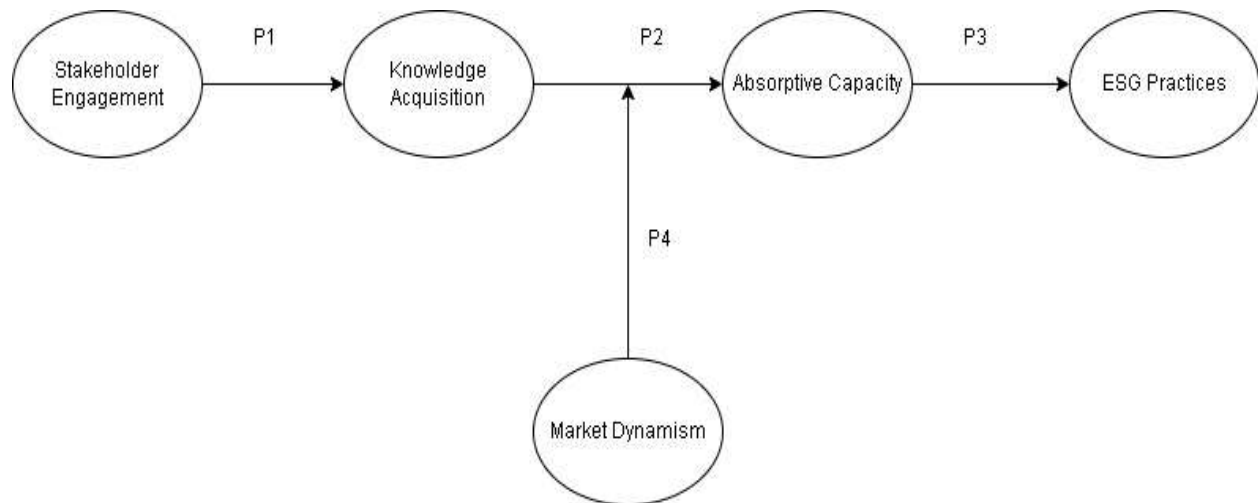 P1
P2
P3
Stakeholder
Engagement
Knowledge
Acquisition
Absorptive Capacity
ESG Practices
P4
Market Dynamism